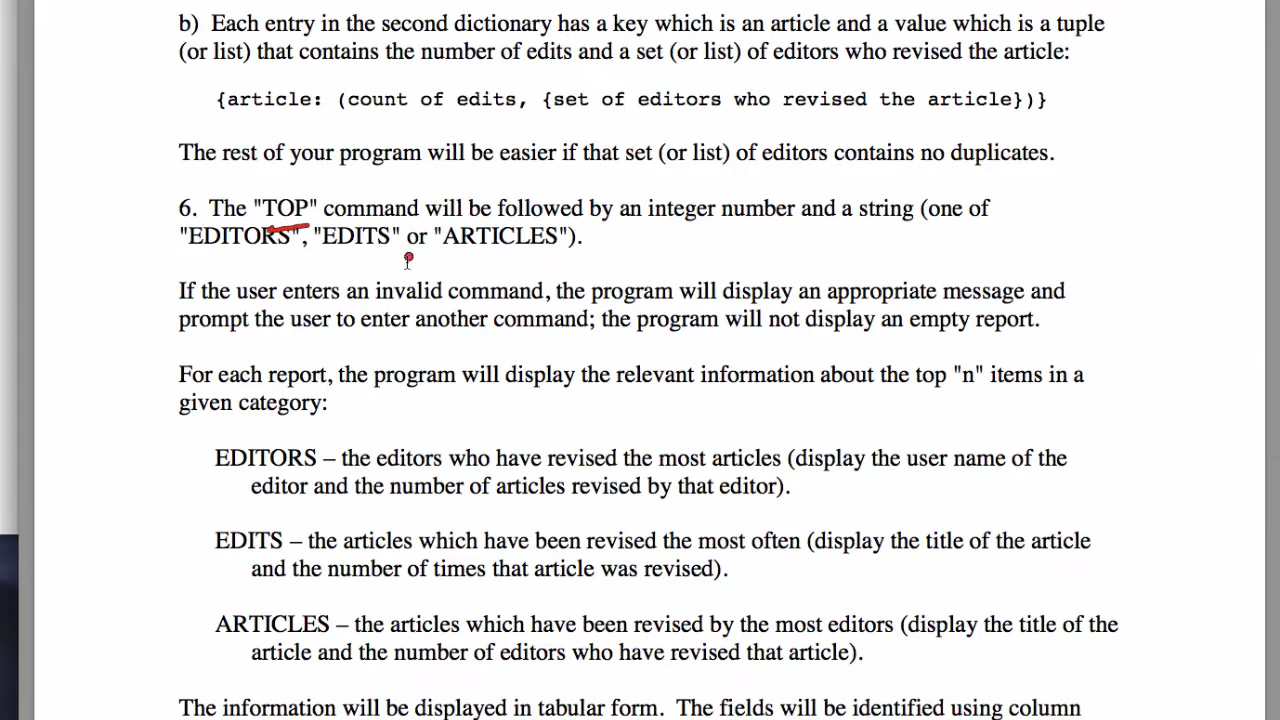 b) Each entry in the second dictionary has a key which is an article and a value which is a tuple
(or list) that contains the number of edits and a set (or list) of editors who revised the article:
{article: (count of edits, {set of editors who revised the article})}
The rest of your program will be easier if that set (or list) of editors contains no duplicates.
6. The "TOP" command will be followed by an integer number and a string (one of
"EDITORS", "EDITS" or "ARTICLES").
If the user enters an invalid command, the program will display an appropriate message and
prompt the user to enter another command; the program will not display an empty report.
For each report, the program will display the relevant information about the top "n" items in a
given category:
EDITORS – the editors who have revised the most articles (display the user name of the
editor and the number of articles revised by that editor).
EDITS – the articles which have been revised the most often (display the title of the article
and the number of times that article was revised).
ARTICLES – the articles which have been revised by the most editors (display the title of the
article and the number of editors who have revised that article).
The information will be displayed in tabular form. The fields will be identified using column